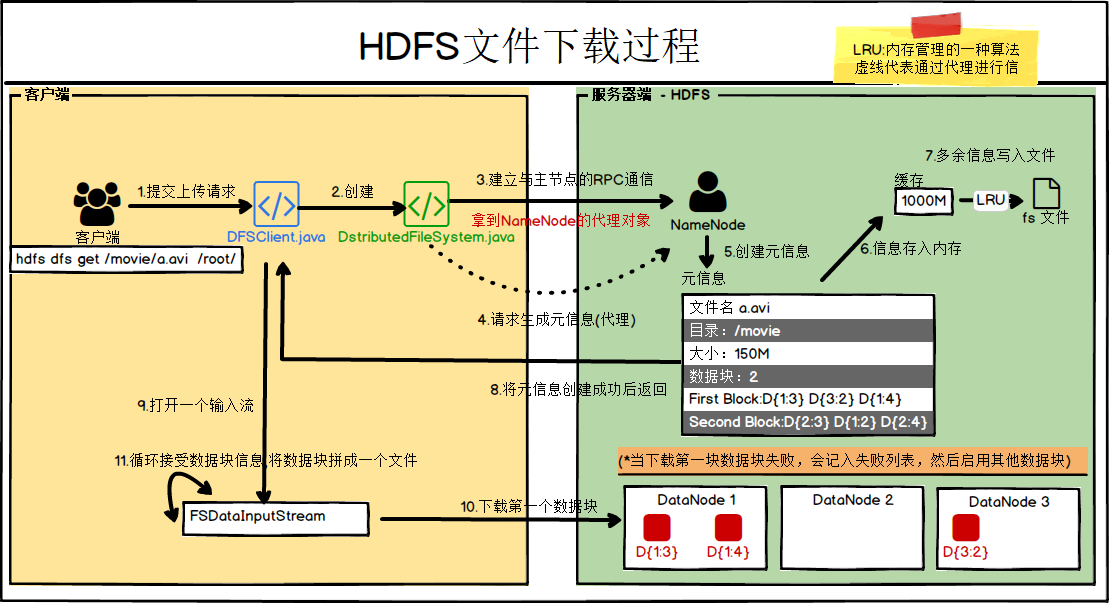 HDFS文件下载过程
LRU:内存管理的一种算法
虚线代表通过代理进行信
客户端
服务器端 - HDFS
7.多余信息写入文件
1.提交上传请求
2.创建
3.建立与主节点的RPC通信
缓存
1000M
LRU
fs 文件
拿到NameNode的代理对象
NameNode
客户端
DFSClient.java
DstributedFileSystem.java
hdfs dfs get /movie/a.avi /root/
5.创建元信息
6.信息存入内存
元信息
4.请求生成元信息(代理)
文件名 a.avi
目录：/movie
大小：150M
数据块：2
First Block:D{1:3} D{3:2} D{1:4}
Second Block:D{2:3} D{1:2} D{2:4}
8.将元信息创建成功后返回
9.打开一个输入流
11.循环接受数据块信息,将数据块拼成一个文件
(*当下载第一块数据块失败，会记入失败列表，然后启用其他数据块)
FSDataInputStream
10.下载第一个数据块
DataNode 1
D{1:3}
D{1:4}
DataNode 2
DataNode 3
D{3:2}